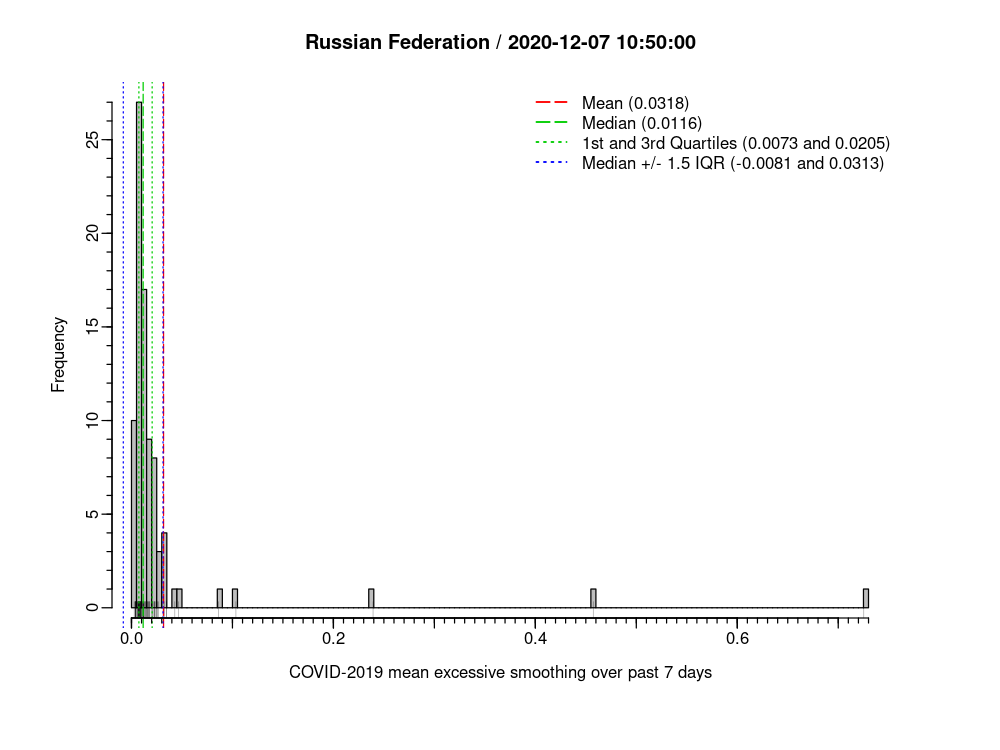 Russian Federation / 2020-12-07 10:50:00
Mean (0.0318)
Median (0.0116)
1st and 3rd Quartiles (0.0073 and 0.0205)
Median +/- 1.5 IQR (-0.0081 and 0.0313)
Frequency
25
20
15
10
5
0
0.0 0.2 0.4 0.6
COVID-2019 mean excessive smoothing over past 7 days